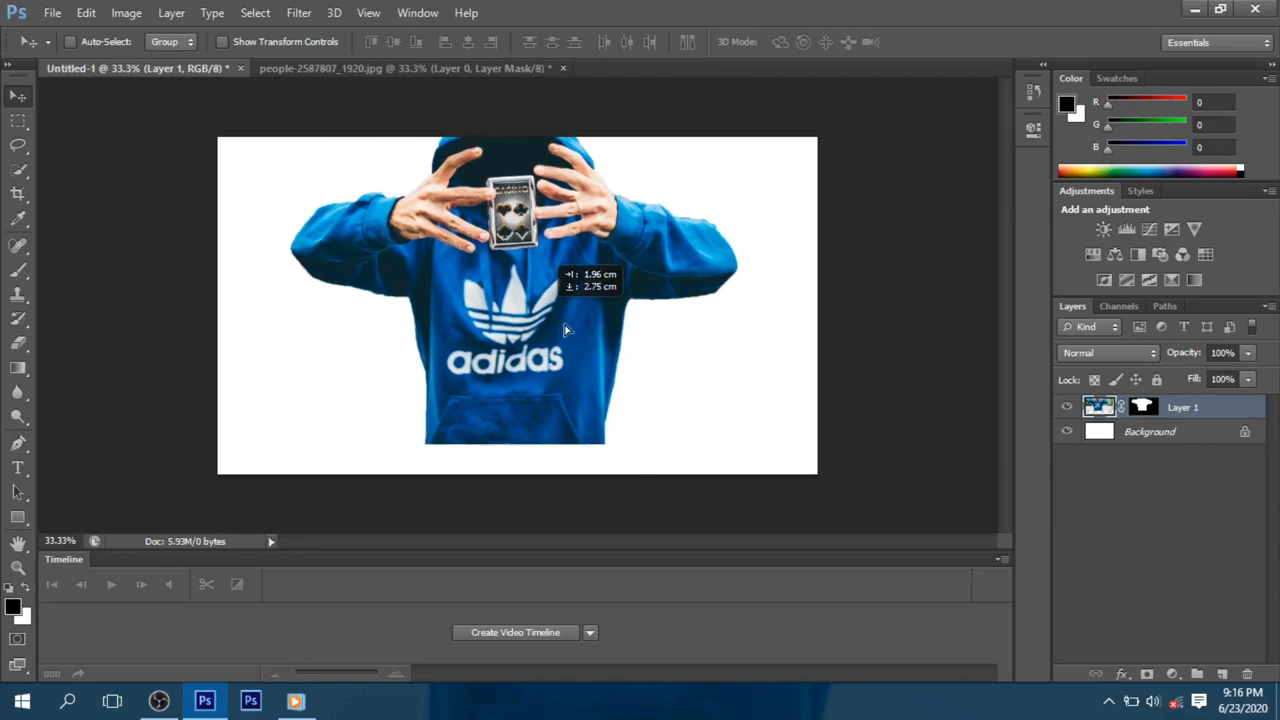 Ps File Edit Image Layer Type Select Filter 3D View Window Help
Auto-Select: Group Show Transform Controls 3D Mode: Essentials
Untitled-1 @ 33.3% (Layer 1, RGB/8) * × people-2587807_1920.jpg @ 33.3% (Layer 0, Layer Mask/8) * ×
Color Swatches
R 0
G 0
B 0
Adjustments Styles
Add an adjustment
CASINO
→|: 1.96 cm
↓: 2.75 cm
adidas
Layers Channels Paths
Kind
Normal Opacity: 100%
Lock: Fill: 100%
Layer 1
Background
33.33% Doc: 5.93M/0 bytes
Timeline
Create Video Timeline
Ps Ps
9:16 PM
6/23/2020